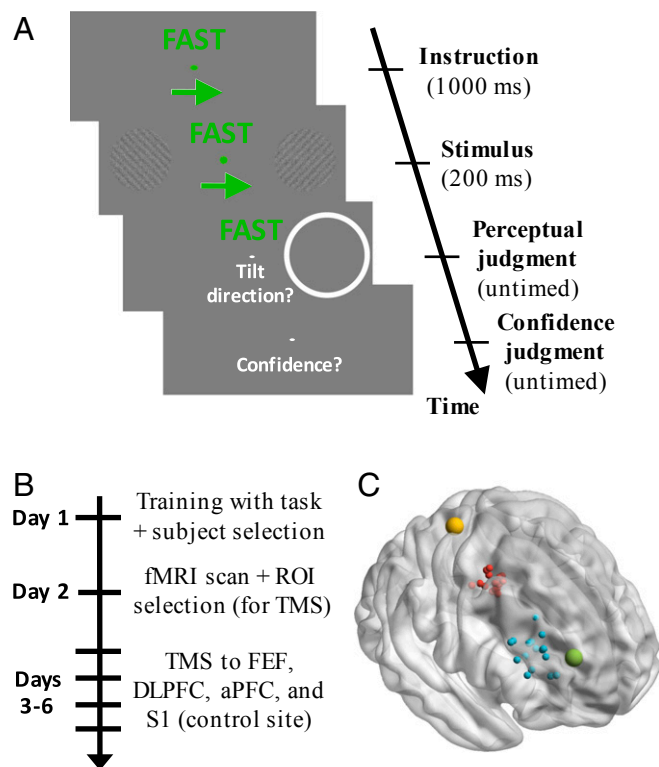 A
FAST
FAST
FAST
Tilt
direction?
Confidence?
Instruction
(1000 ms)
Stimulus
(200 ms)
Perceptual
judgment
(untimed)
Confidence
judgment
(untimed)
Time
B
Day 1
Training with task
+ subject selection
Day 2
fMRI scan + ROI
selection (for TMS)
Days
3-6
TMS to FEF,
DLPFC, aPFC, and
S1 (control site)
C